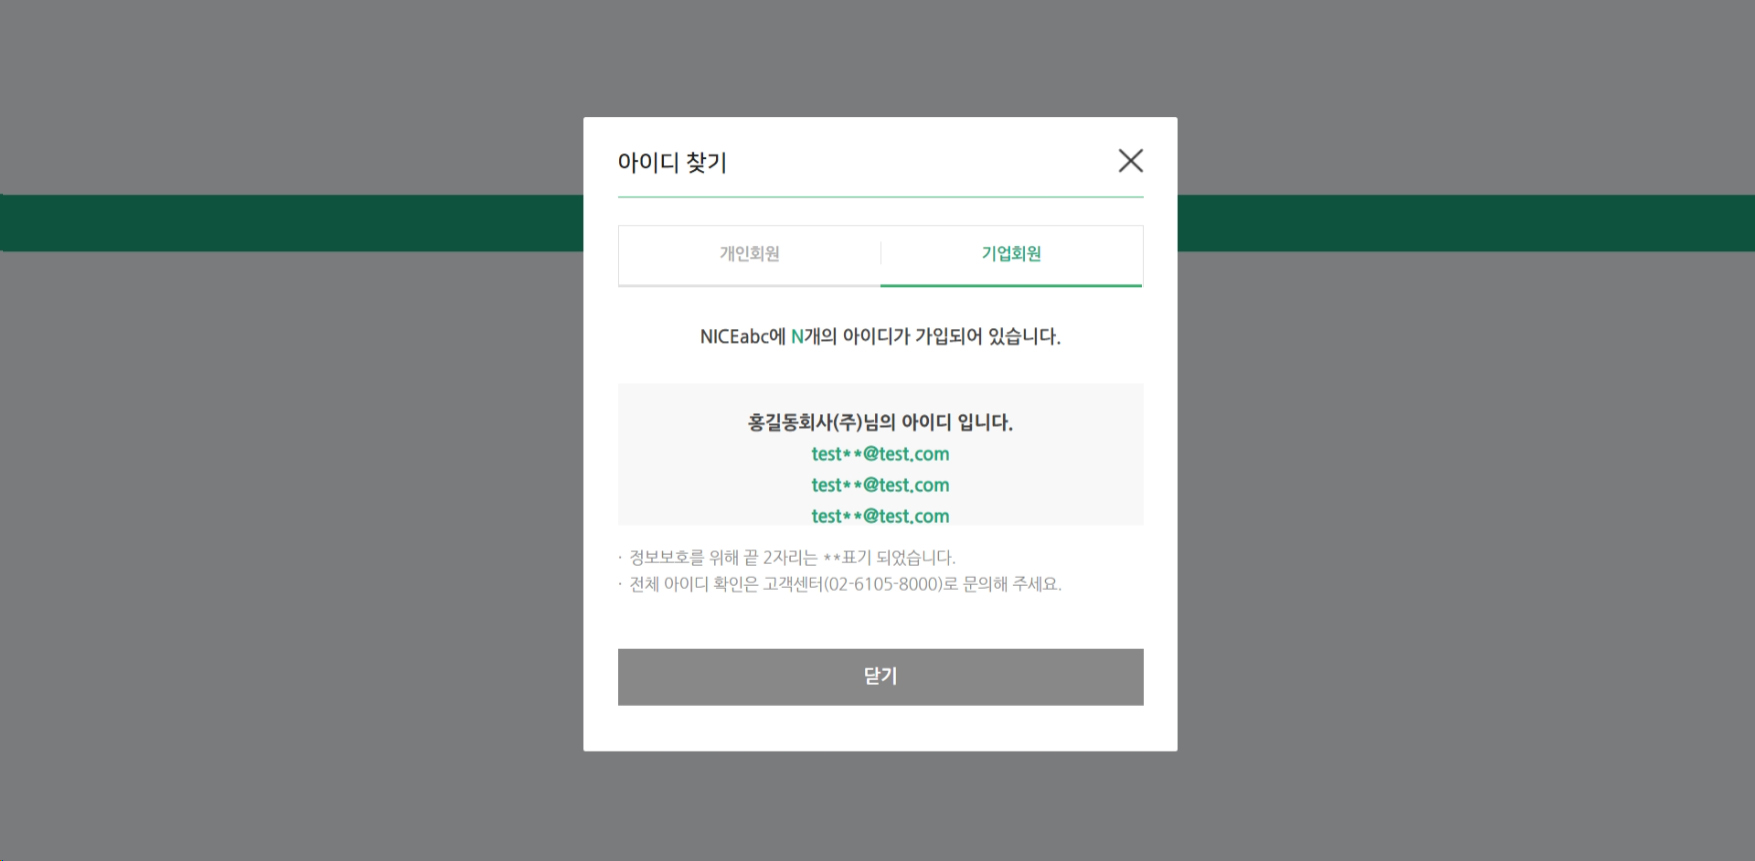 아이디 찾기
개인회원 기업회원
NICEabc에 N개의 아이디가 가입되어 있습니다.
홍길동회사(주)님의 아이디 입니다.
test**@test.com
test**@test.com
test**@test.com
· 정보보호를 위해 끝 2자리는 **표기 되었습니다.
· 전체 아이디 확인은 고객센터(02-6105-8000)로 문의해 주세요.
닫기